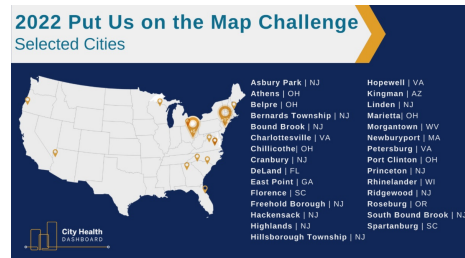 2022 Put Us on the Map Challenge
Selected Cities
Asbury Park | NJ
Athens | OH
Belpre | OH
Bernards Township | NJ
Bound Brook | NJ
Charlottesville | VA
Chillicothe| OH
Cranbury | NJ
DeLand | FL
East Point | GA
Florence | SC
Freehold Borough | NJ
Hackensack | NJ
Highlands | NJ
Hillsborough Township | NJ
Hopewell | VA
Kingman | AZ
Linden | NJ
Marietta| OH
Morgantown | WV
Newburyport | MA
Petersburg | VA
Port Clinton | OH
Princeton | NJ
Rhinelander | WI
Ridgewood | NJ
Roseburg | OR
South Bound Brook | NJ
Spartanburg | SC
City Health
DASHBOARD